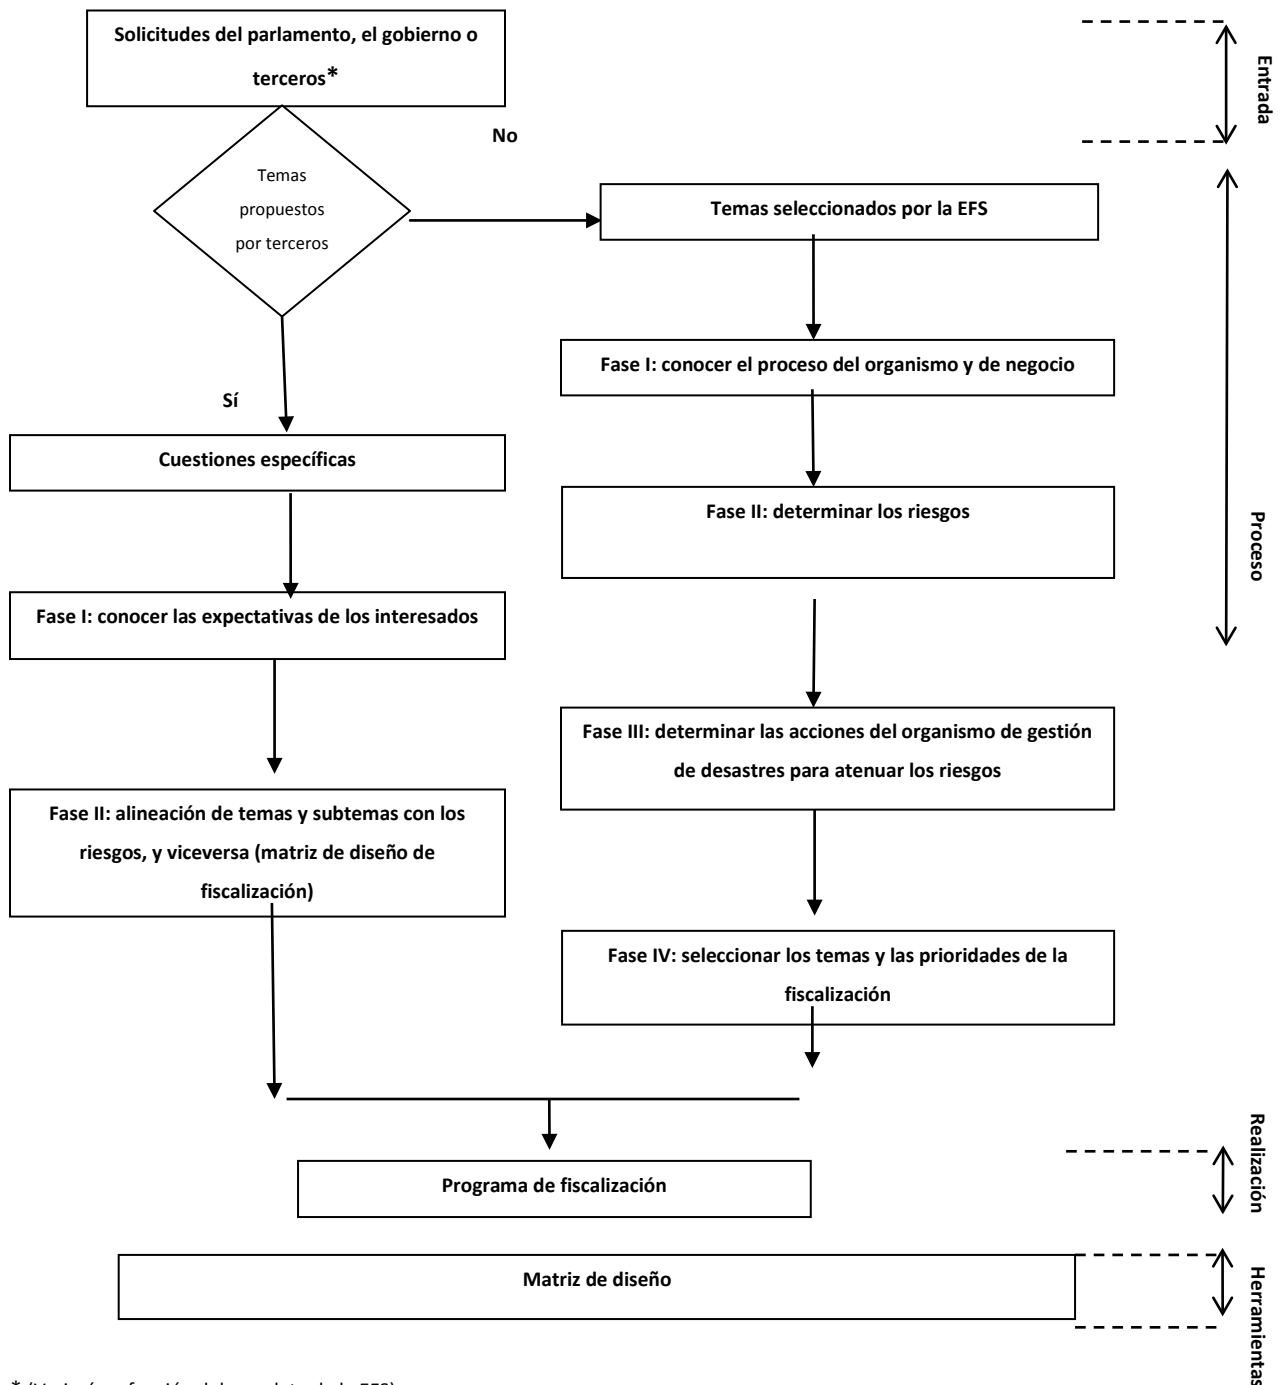 Solicitudes del parlamento, el gobierno o
terceros*
No
Temas
propuestos
por terceros
Temas seleccionados por la EFS
Fase I: conocer el proceso del organismo y de negocio
Sí
Cuestiones específicas
Fase II: determinar los riesgos
Fase I: conocer las expectativas de los interesados
Fase III: determinar las acciones del organismo de gestión
de desastres para atenuar los riesgos
Fase II: alineación de temas y subtemas con los
riesgos, y viceversa (matriz de diseño de
fiscalización)
Fase IV: seleccionar los temas y las prioridades de la
fiscalización
Programa de fiscalización
Matriz de diseño
Entrada
Proceso
Realización
Herramientas